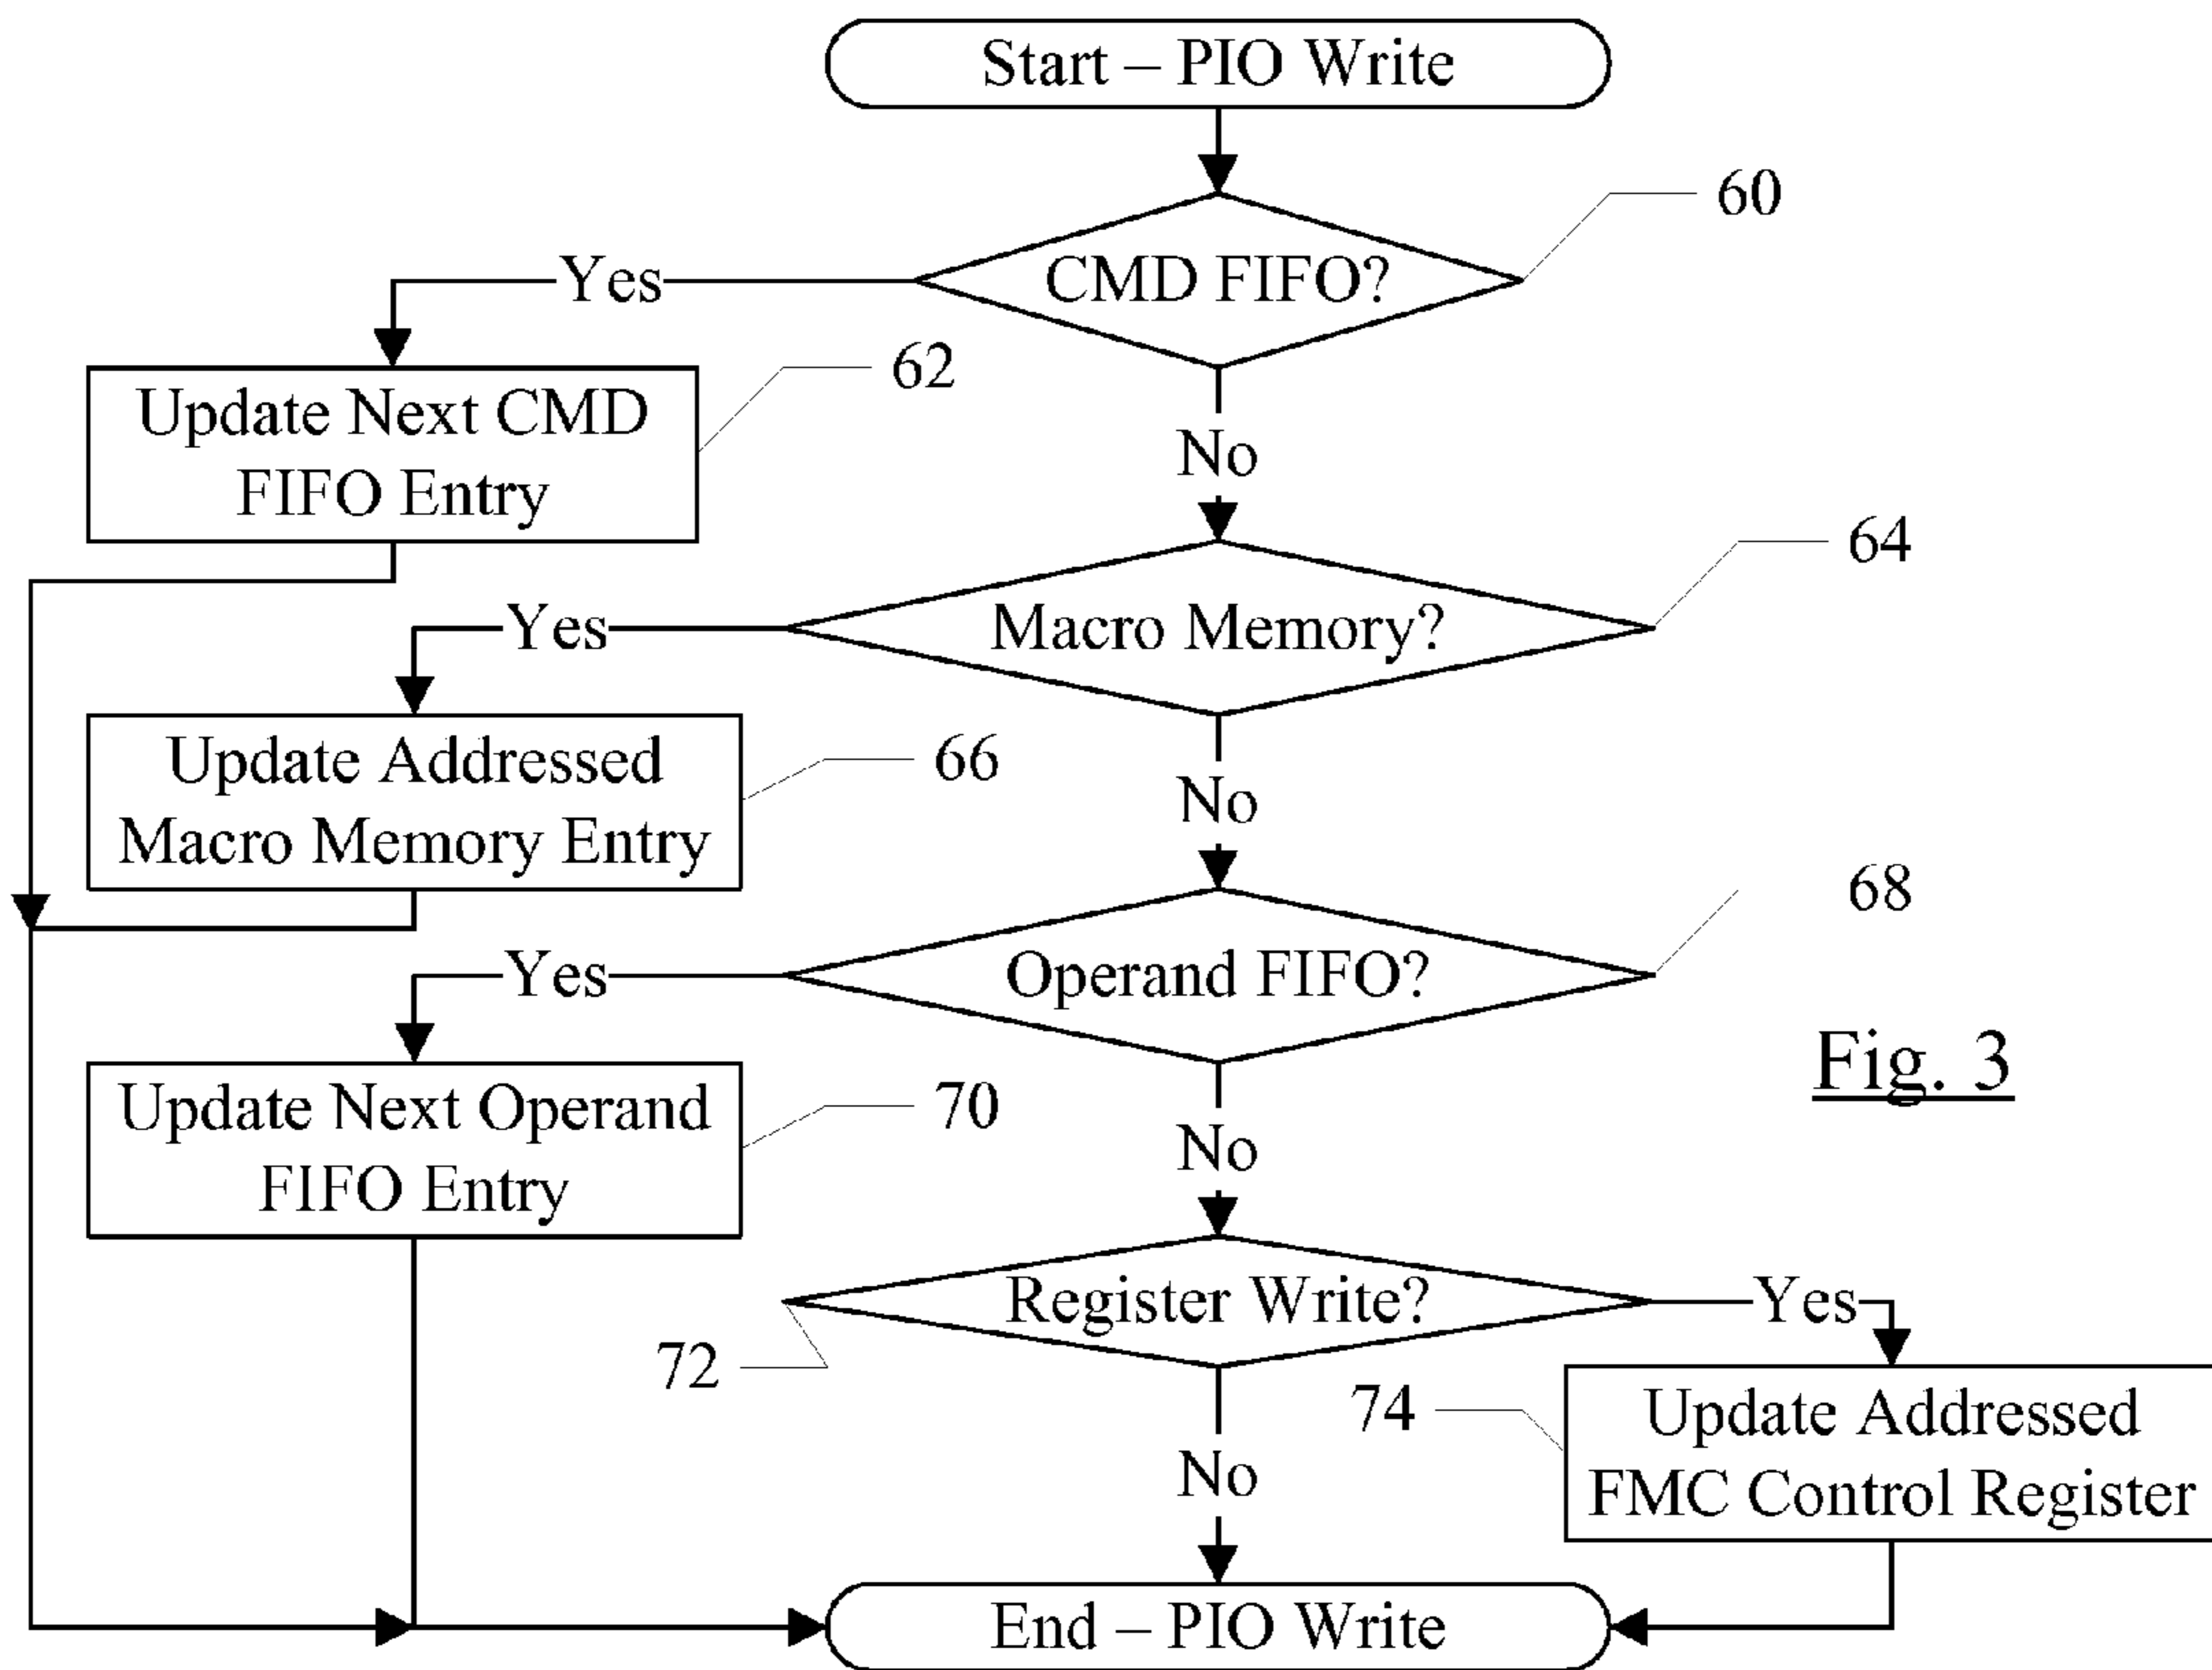 Start – PIO Write
60
CMD FIFO?
Yes
62
Update Next CMD
FIFO Entry
No
64
Macro Memory?
Yes
Update Addressed
Macro Memory Entry
66
No
68
Operand FIFO?
Yes
Fig. 3
Update Next Operand
FIFO Entry
70
No
Register Write?
Yes
72
74
Update Addressed
FMC Control Register
No
End – PIO Write